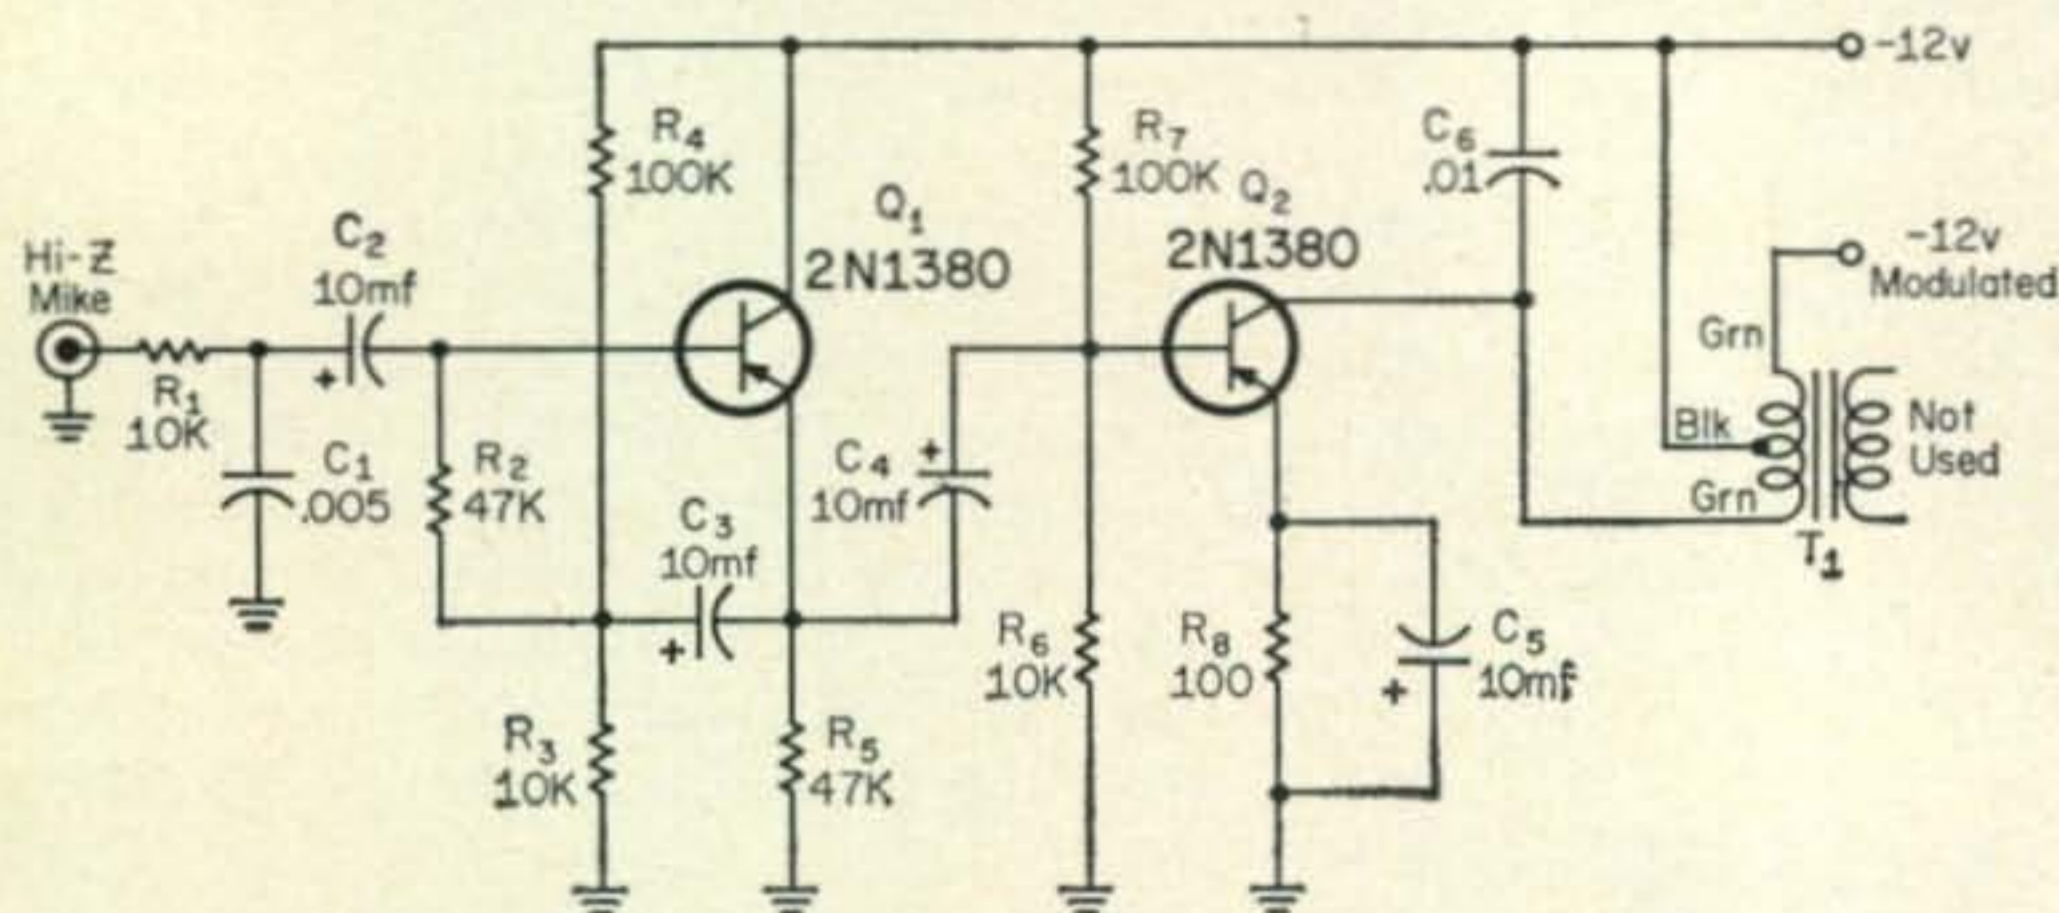 -12v
R4
100K
R7
100K
C6
.01
Q1
2N1380
Q2
2N1380
C2
10mf
+
Hi-Z
Mike
-12v
Modulated
Grn
R1
10K
C1
.005
R2
47K
C3
10mf
+
C4
10mf
+
Blk
Not
Used
Grn
T1
R6
10K
R8
100
C5
10mf
+
R3
10K
R5
47K